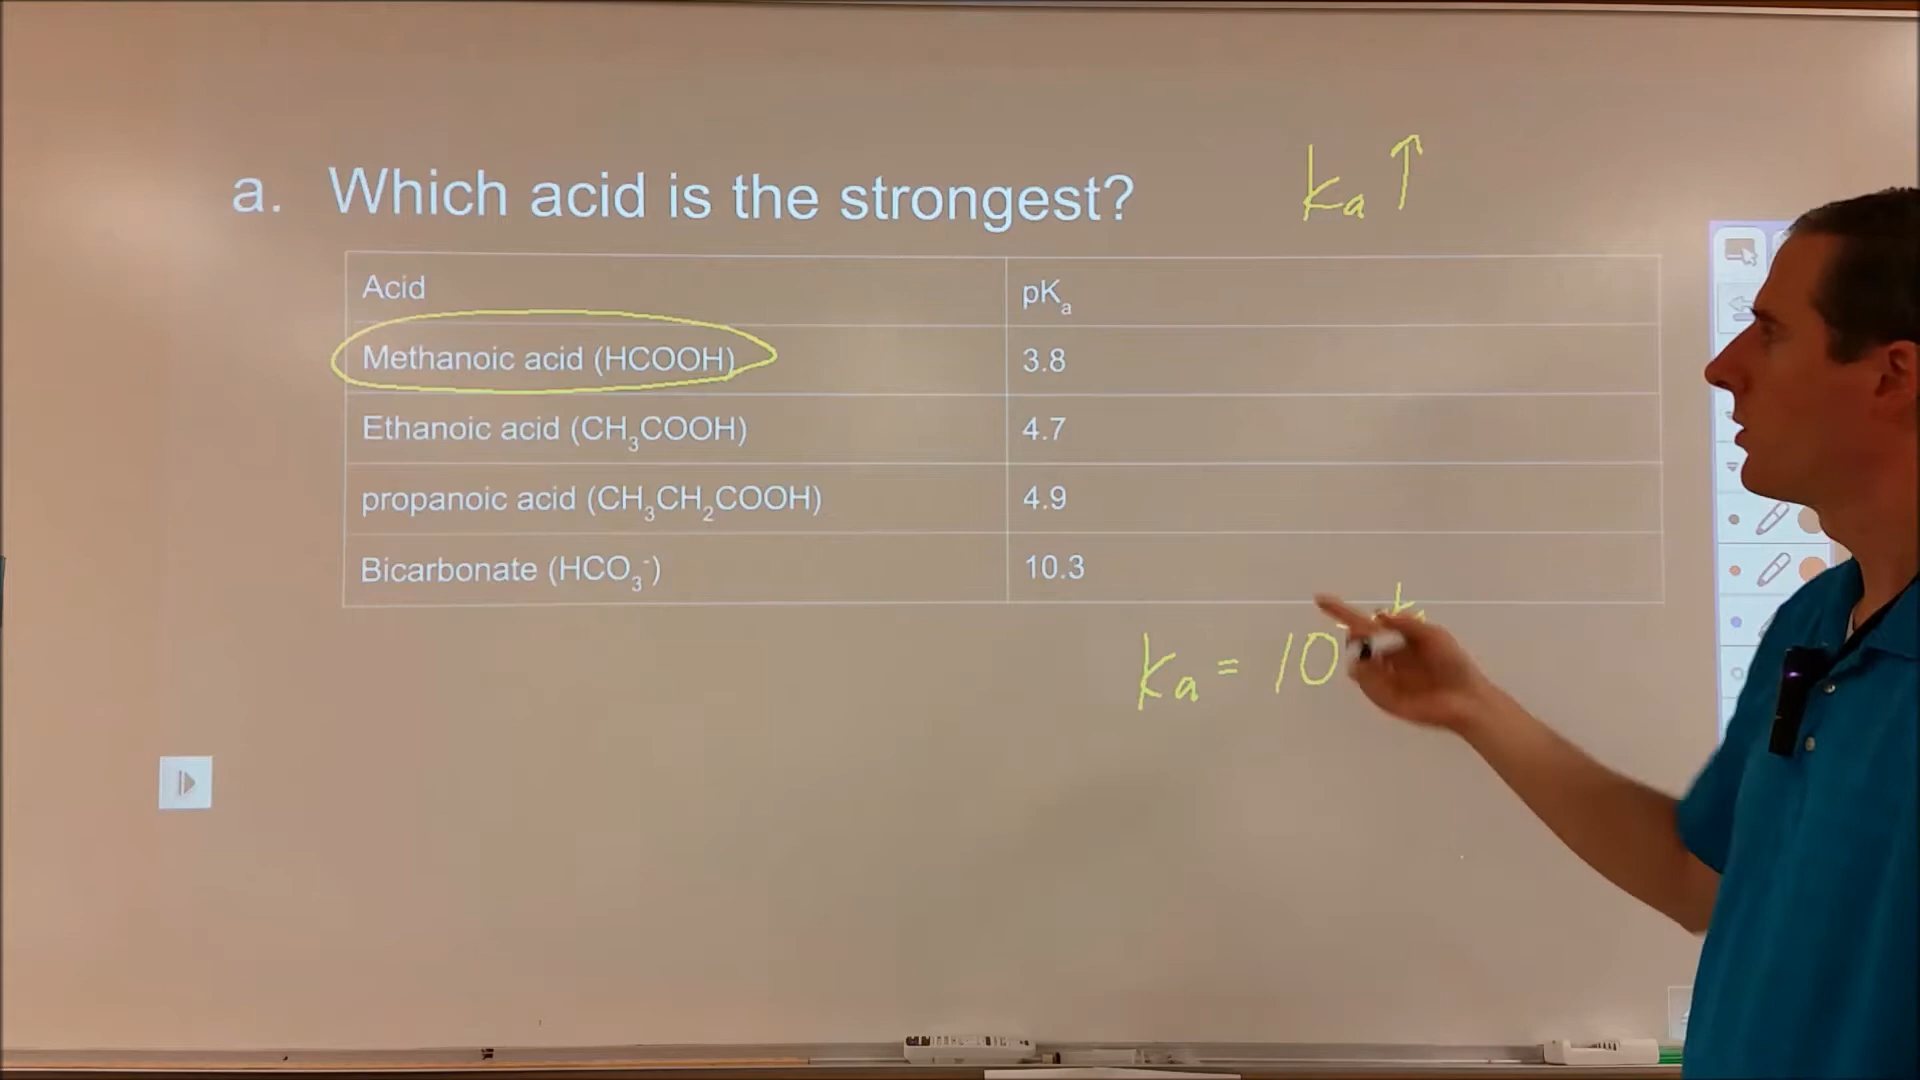 a. Which acid is the strongest?
Ka ↑
Acid pKa
Methanoic acid (HCOOH) 3.8
Ethanoic acid (CH3COOH) 4.7
propanoic acid (CH3CH2COOH) 4.9
Bicarbonate (HCO3-) 10.3
Ka = 10